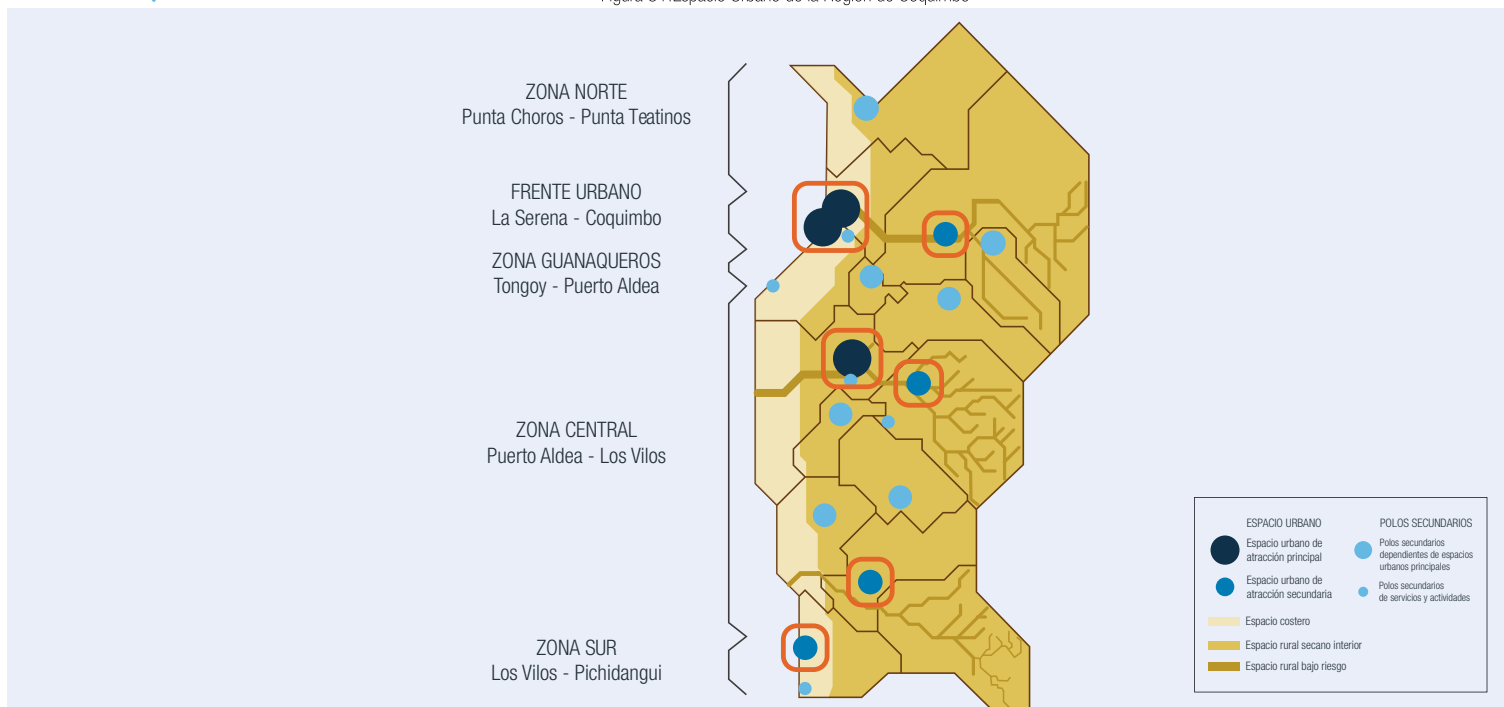 ZONA NORTE
Punta Choros - Punta Teatinos
FRENTE URBANO
La Serena - Coquimbo
ZONA GUANAQUEROS
Tongoy - Puerto Aldea
ZONA CENTRAL
Puerto Aldea - Los Vilos
ZONA SUR
Los Vilos - Pichidangui
ESPACIO URBANO
Espacio urbano de
atracción principal
Espacio urbano de
atracción secundaria
POLOS SECUNDARIOS
Polos secundarios
dependientes de espacios
urbanos principales
Polos secundarios
de servicios y actividades
Espacio costero
Espacio rural secano interior
Espacio rural bajo riesgo